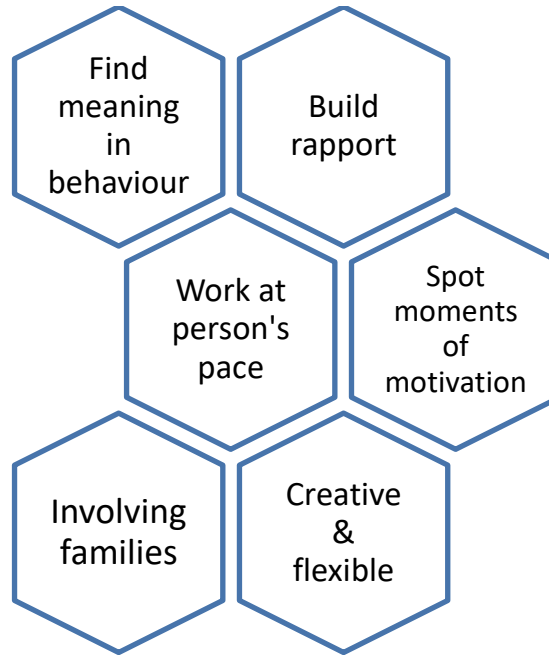 Find
meaning
in
behaviour
Build
rapport
Work at
person's
pace
Spot
moments
of
motivation
Involving
families
Creative
&
flexible